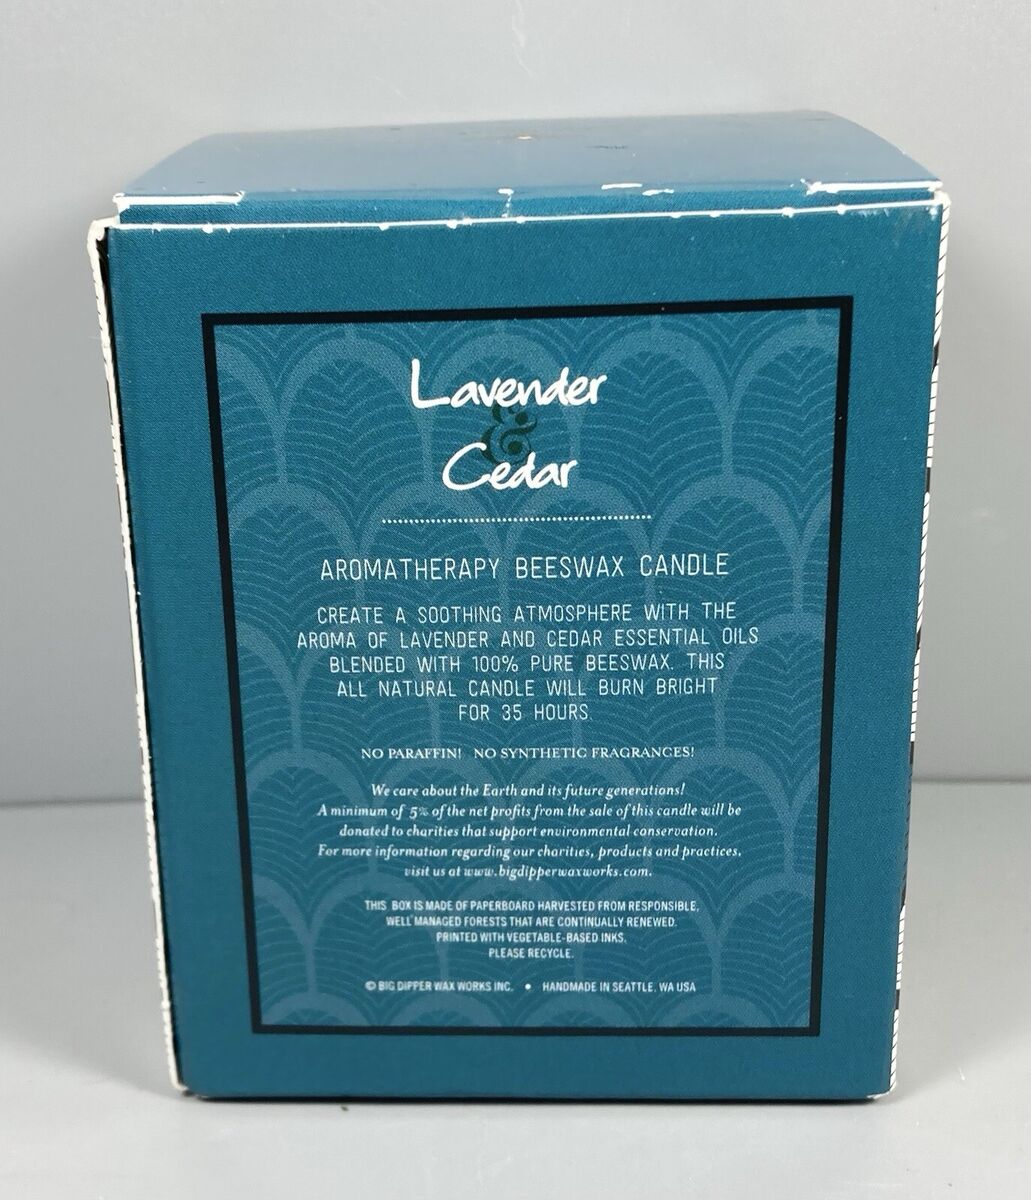 Lavender
&
Cedar
AROMATHERAPY BEESWAX CANDLE
CREATE A SOOTHING ATMOSPHERE WITH THE
AROMA OF LAVENDER AND CEDAR ESSENTIAL OILS
BLENDED WITH 100% PURE BEESWAX. THIS
ALL NATURAL CANDLE WILL BURN BRIGHT
FOR 35 HOURS.
NO PARAFFIN! NO SYNTHETIC FRAGRANCES!
We care about the Earth and its future generations!
A minimum of 5% of the net profits from the sale of this candle will be
donated to charities that support environmental conservation.
For more information regarding our charities, products and practices,
visit us at www.bigdipperwaxworks.com.
THIS BOX IS MADE OF PAPERBOARD HARVESTED FROM RESPONSIBLE,
WELL MANAGED FORESTS THAT ARE CONTINUALLY RENEWED.
PRINTED WITH VEGETABLE-BASED INKS.
PLEASE RECYCLE.
© BIG DIPPER WAX WORKS INC. • HANDMADE IN SEATTLE, WA USA